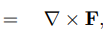 = ∇ × F,